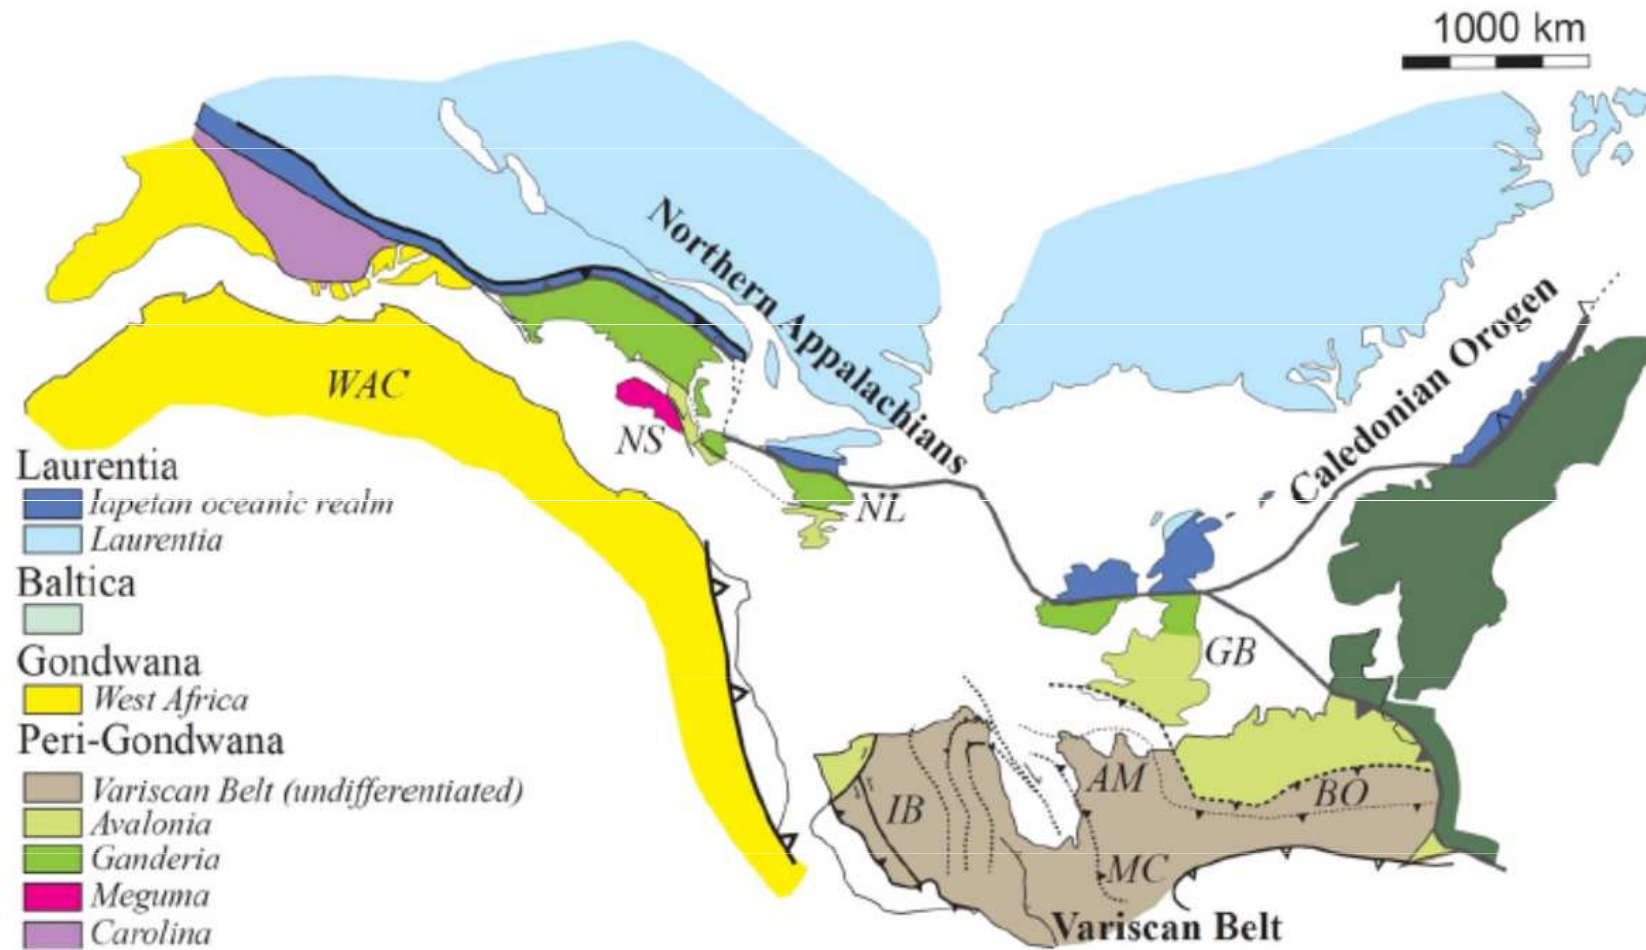 1000 km
Northern Appalachians
Caledonian Orogen
WAC
NS
NL
GB
AM
IB
BO
MC
Variscan Belt
Laurentia
Iapetan oceanic realm
Laurentia
Baltica
Gondwana
West Africa
Peri-Gondwana
Variscan Belt (undifferentiated)
Avalonia
Ganderia
Meguma
Carolina